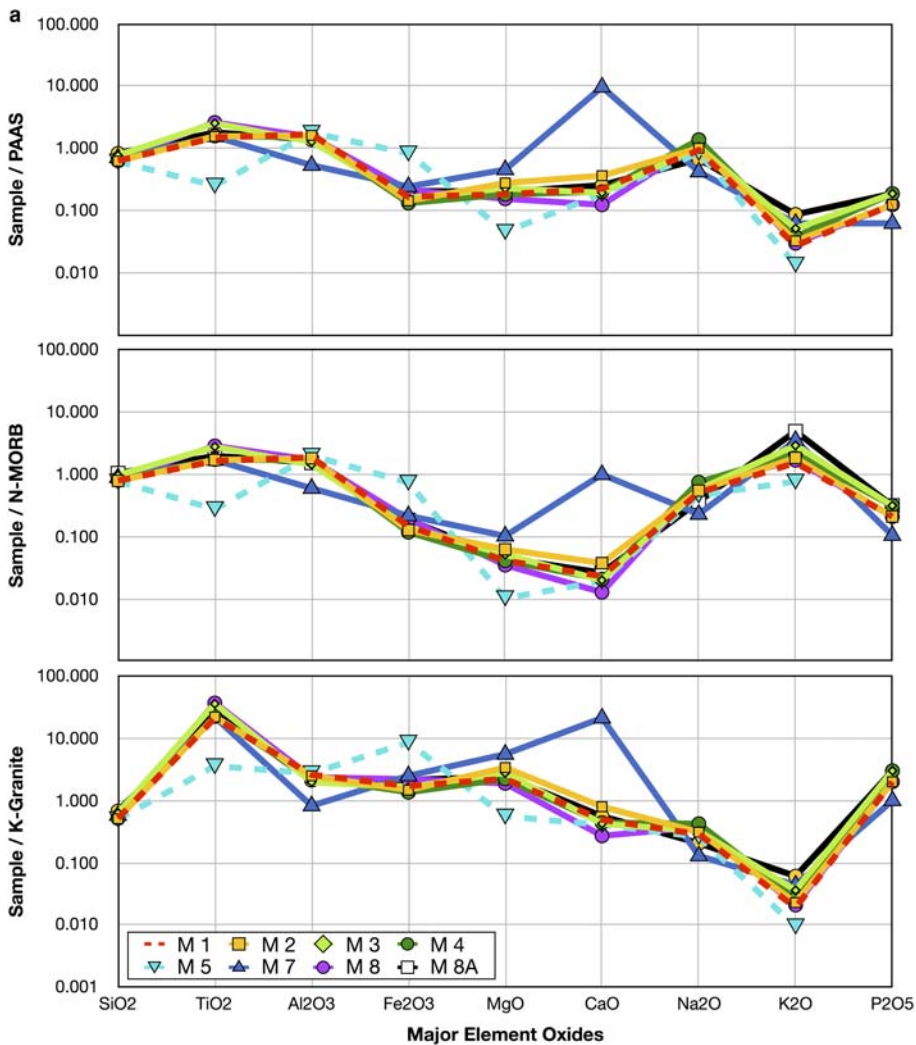 a
100.000
10.000
1.000
0.100
0.010
Sample / PAAS
100.000
10.000
1.000
0.100
0.010
Sample / N-MORB
100.000
10.000
1.000
0.100
0.010
0.001
Sample / K-Granite
M 1 M 2 M 3 M 4
M 5 M 7 M 8 M 8A
SiO2 TiO2 Al2O3 Fe2O3 MgO CaO Na2O K2O P2O5
Major Element Oxides